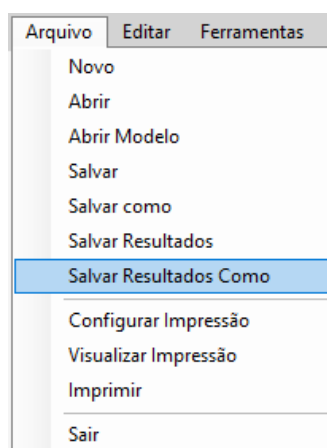 Arquivo Editar Ferramentas
Novo
Abrir
Abrir Modelo
Salvar
Salvar como
Salvar Resultados
Salvar Resultados Como
Configurar Impressão
Visualizar Impressão
Imprimir
Sair